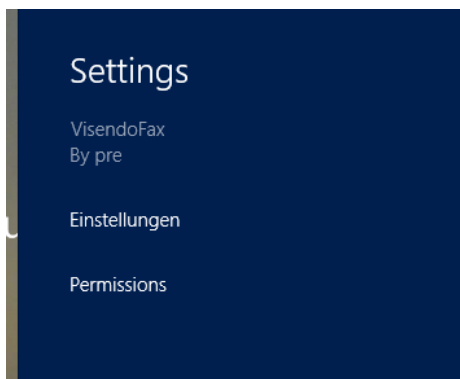 Settings
VisendoFax
By pre
Einstellungen
Permissions